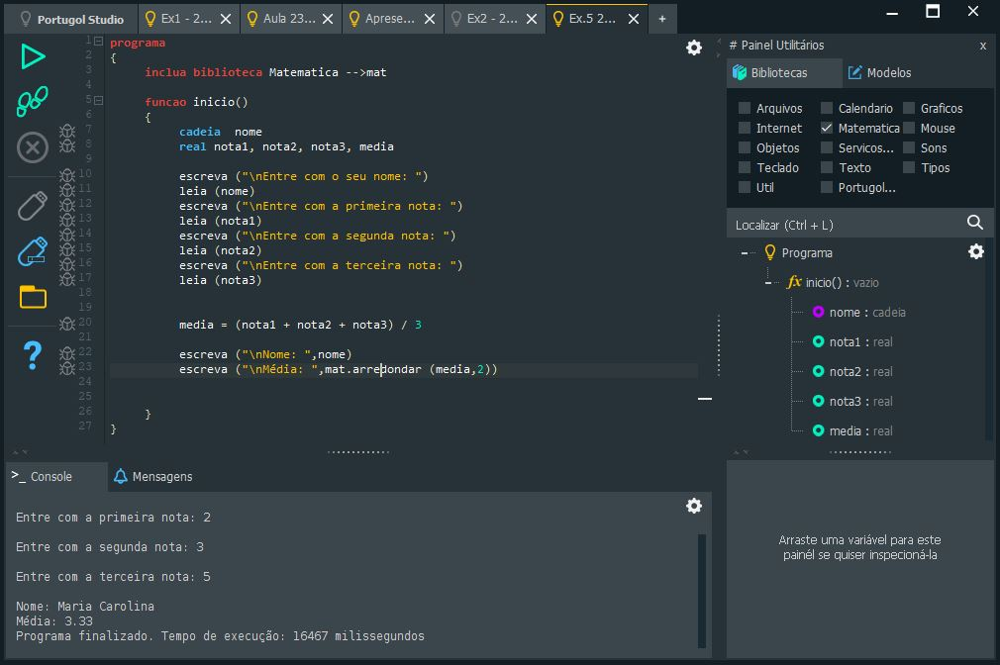 Portugol Studio
Ex1 - 2...
Aula 23...
Aprese...
Ex2 - 2...
Ex.5 2...
+
1 programa
2 {
3 inclua biblioteca Matematica -->mat
4
5 funcao inicio()
6 {
7 cadeia  nome
8 real nota1, nota2, nota3, media
9
10 escreva ("\nEntre com o seu nome: ")
11 leia (nome)
12 escreva ("\nEntre com a primeira nota: ")
13 leia (nota1)
14 escreva ("\nEntre com a segunda nota: ")
15 leia (nota2)
16 escreva ("\nEntre com a terceira nota: ")
17 leia (nota3)
18
19
20 media = (nota1 + nota2 + nota3) / 3
21
22 escreva ("\nNome: ",nome)
23 escreva ("\nMédia: ",mat.arredondar (media,2))
24
25
26 }
27 }
>_ Console
Mensagens
Entre com a primeira nota: 2
Entre com a segunda nota: 3
Entre com a terceira nota: 5
Nome: Maria Carolina
Média: 3.33
Programa finalizado. Tempo de execução: 16467 milissegundos
# Painel Utilitários x
Bibliotecas Modelos
Arquivos Calendario Graficos
Internet Matematica Mouse
Objetos Servicos... Sons
Teclado Texto Tipos
Util Portugol...
Localizar (Ctrl + L)
Programa
fx inicio() : vazio
nome : cadeia
nota1 : real
nota2 : real
nota3 : real
media : real
Arraste uma variável para este
painél se quiser inspecioná-la